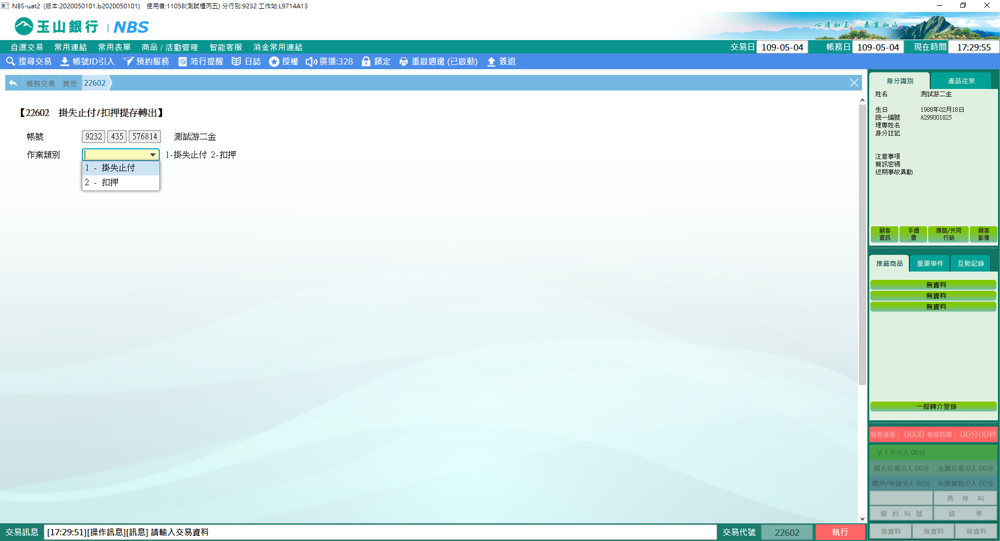 NBS-uat2 (版本:2020050101.b2020050101) 使用者:11058(測試櫃丙五) 分行別:9232 工作站:L9714A13
玉山銀行 | NBS
心清如玉 義重如山
自選交易 常用連結 常用表單 商品 / 活動管理 智能客服 消金常用連結 交易日 109-05-04 帳務日 109-05-04 現在時間 17:29:55
搜尋交易 帳號ID引入 預約服務 蒞行提醒 日誌 授權 廣播:328 鎖定 重啟週邊 (已啟動) 簽退
帳務交易 其他 22602
【22602 掛失止付/扣押提存轉出】
帳號 9232 435 576814 測試游二金
作業類別 1-掛失止付 2-扣押
1 - 掛失止付
2 - 扣押
身分識別 產品往來
姓名 測試游二金
生日 1988年02月18日
統一編號 A299001825
理專姓名
身分註記
注意事項
簡訊密碼
近期事故異動
顧客資訊 手續費 通路/共同行銷 顧客影像
推薦商品 重要事件 互動記錄
無資料
無資料
無資料
一般轉介登錄
服務號碼: 0000 等候時間: 00分00秒
VIP:0人 00分
個人交易:0人 00分 企業交易:0人 00分
開戶/申請:0人 00分 外匯業務:0人 00分
再 呼 叫
預 約 叫 號 結 束
無資料 無資料 無資料
交易訊息 [17:29:51][操作訊息][訊息] 請輸入交易資料 交易代號 22602 執行